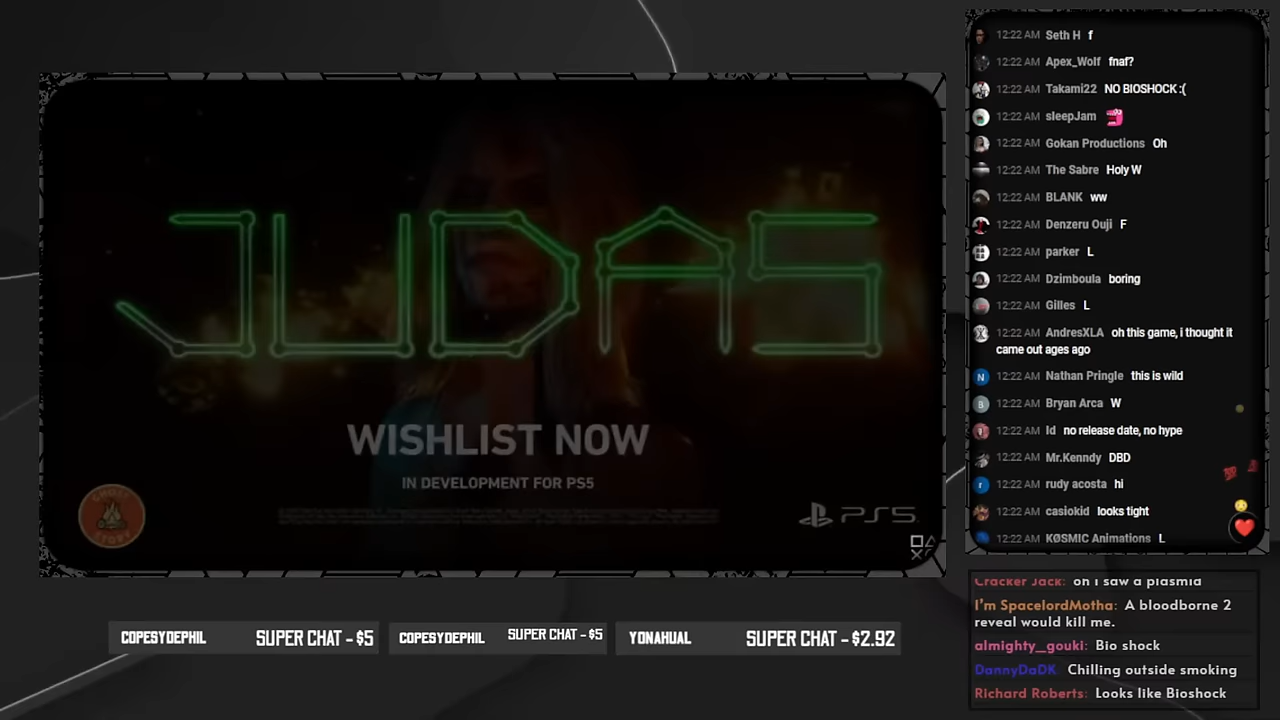 JUDAS
WISHLIST NOW
IN DEVELOPMENT FOR PS5
GHOST
STORY
PS5
COPESYDEPHIL SUPER CHAT - $5
COPESYDEPHIL SUPER CHAT - $5
YONAHUAL SUPER CHAT - $2.92
12:22 AM Seth H f
12:22 AM Apex_Wolf fnaf?
12:22 AM Takami22 NO BIOSHOCK :(
12:22 AM sleepJam
12:22 AM Gokan Productions Oh
12:22 AM The Sabre Holy W
12:22 AM BLANK ww
12:22 AM Denzeru Ouji F
12:22 AM parker L
12:22 AM Dzimboula boring
12:22 AM Gilles L
12:22 AM AndresXLA oh this game, i thought it
came out ages ago
N 12:22 AM Nathan Pringle this is wild
B 12:22 AM Bryan Arca W
12:22 AM Id no release date, no hype
12:22 AM Mr.Kenndy DBD
r 12:22 AM rudy acosta hi
12:22 AM casiokid looks tight
12:22 AM KØSMIC Animations L
Cracker Jack: oh I saw a plasmid
I'm SpacelordMotha: A bloodborne 2
reveal would kill me.
almighty_gouki: Bio shock
DannyDaDK: Chilling outside smoking
Richard Roberts: Looks like Bioshock